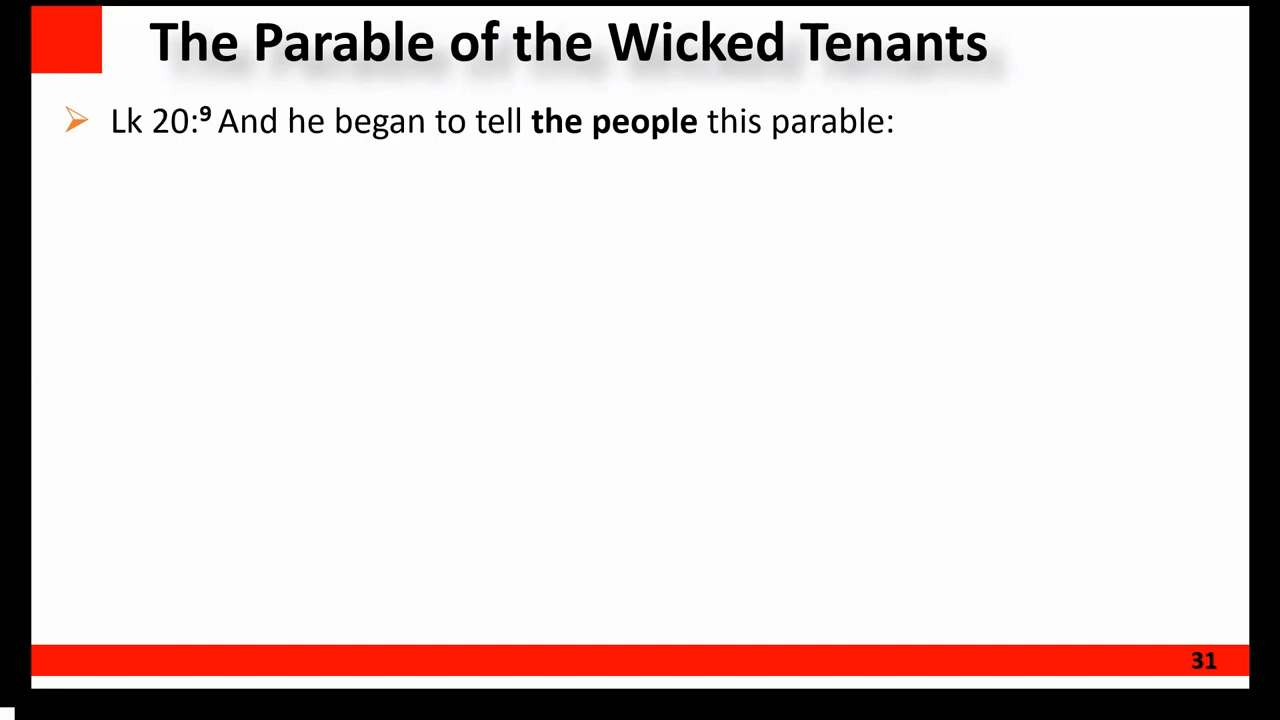 The Parable of the Wicked Tenants
Lk 20:⁹ And he began to tell the people this parable:
31